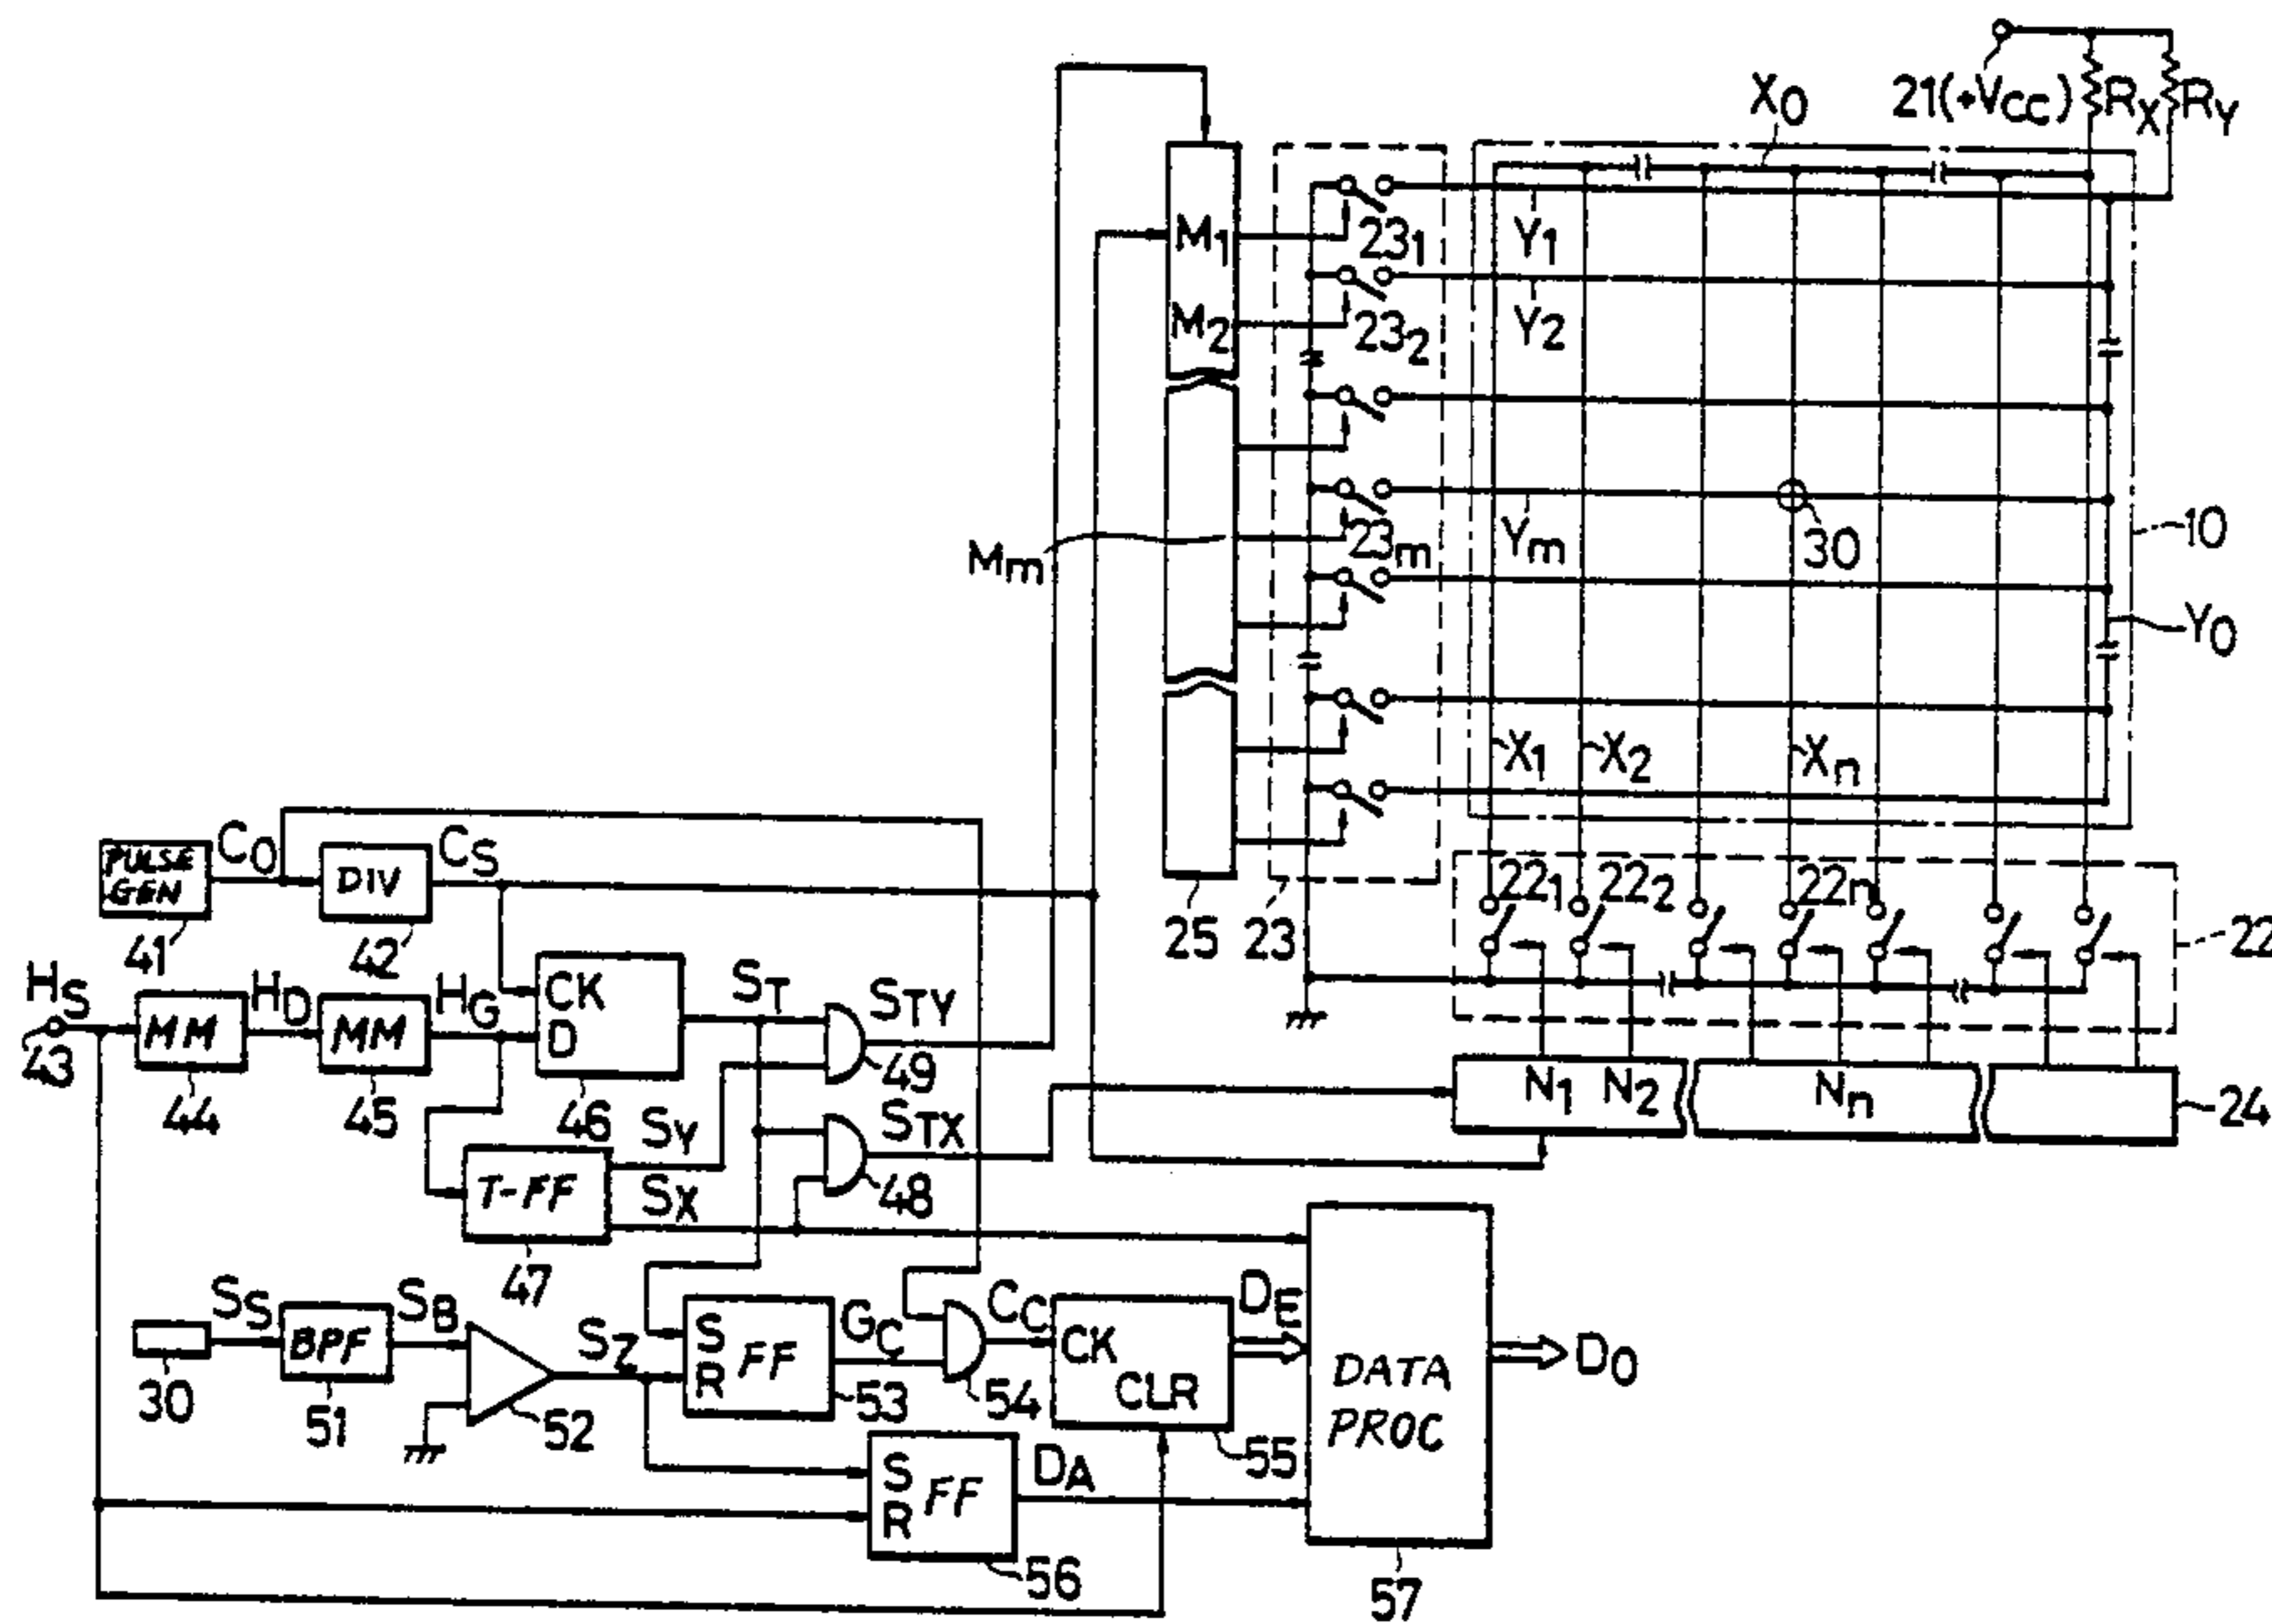 21(+VCC) RX RY
X0
M1
231
Y1
M2
232
Y2
Mm
23m
Ym
30
10
Y0
X1
X2
Xn
PULSE
GEN
C0
DIV
CS
41
42
25
23
221
222
22n
22
HS
43
MM
HD
MM
HG
CK
D
ST
STY
49
44
45
46
SY
STX
48
N1
N2
Nn
24
T-FF
SX
47
SS
30
BPF
SB
51
52
SZ
S
R
FF
GC
53
54
CC
CK
CLR
55
DE
DATA
PROC
D0
S
R
FF
DA
56
57